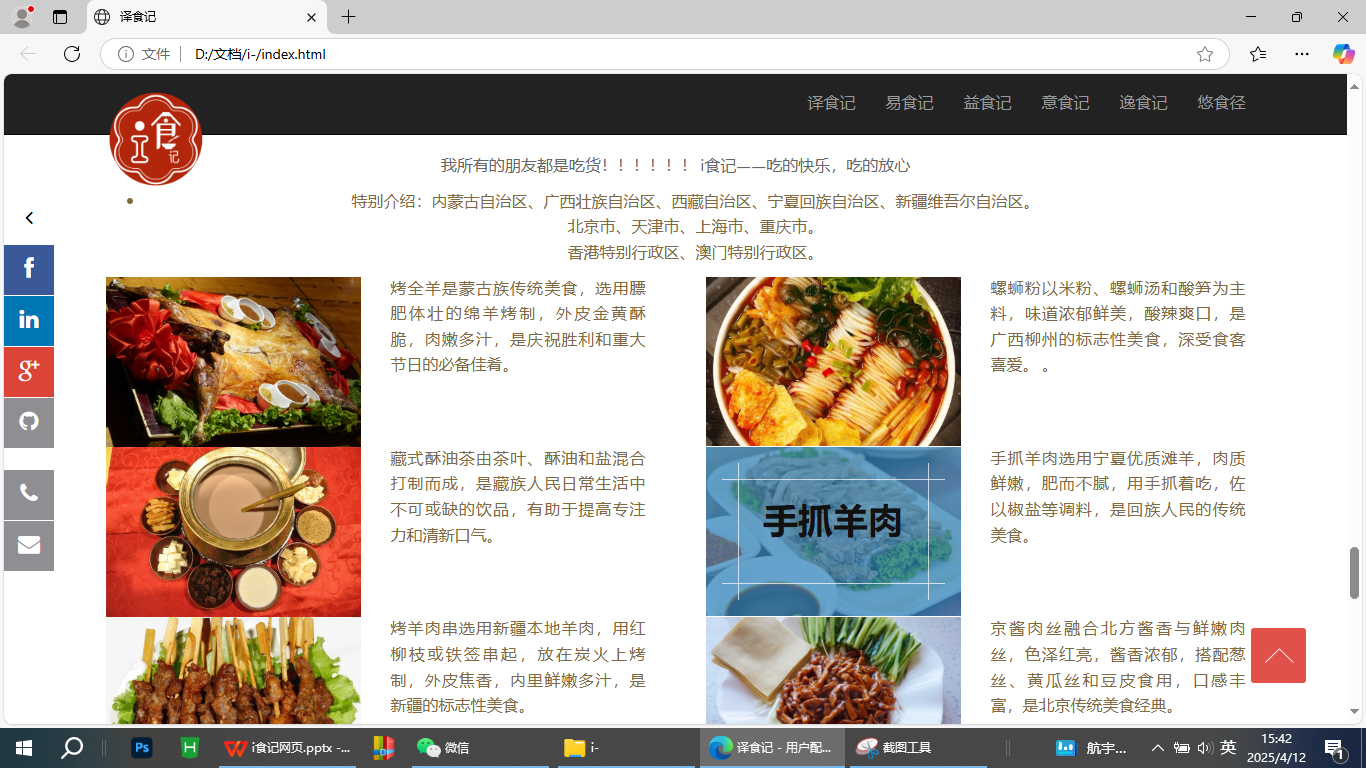 译食记
文件
D:/文档/i-/index.html
i食记
译食记 易食记 益食记 意食记 逸食记 悠食径
我所有的朋友都是吃货！！！！！！ i食记——吃的快乐，吃的放心
特别介绍：内蒙古自治区、广西壮族自治区、西藏自治区、宁夏回族自治区、新疆维吾尔自治区。
北京市、天津市、上海市、重庆市。
香港特别行政区、澳门特别行政区。
烤全羊是蒙古族传统美食，选用膘
肥体壮的绵羊烤制，外皮金黄酥
脆，肉嫩多汁，是庆祝胜利和重大
节日的必备佳肴。
螺蛳粉以米粉、螺蛳汤和酸笋为主
料，味道浓郁鲜美，酸辣爽口，是
广西柳州的标志性美食，深受食客
喜爱。 。
藏式酥油茶由茶叶、酥油和盐混合
打制而成，是藏族人民日常生活中
不可或缺的饮品，有助于提高专注
力和清新口气。
手抓羊肉
手抓羊肉选用宁夏优质滩羊，肉质
鲜嫩，肥而不腻，用手抓着吃，佐
以椒盐等调料，是回族人民的传统
美食。
烤羊肉串选用新疆本地羊肉，用红
柳枝或铁签串起，放在炭火上烤
制，外皮焦香，内里鲜嫩多汁，是
新疆的标志性美食。
京酱肉丝融合北方酱香与鲜嫩肉
丝，色泽红亮，酱香浓郁，搭配葱
丝、黄瓜丝和豆皮食用，口感丰
富，是北京传统美食经典。
f
in
g+
Ps
H
i食记网页.pptx -...
微信
i-
译食记 - 用户配...
截图工具
航宇...
英
15:42
2025/4/12
1